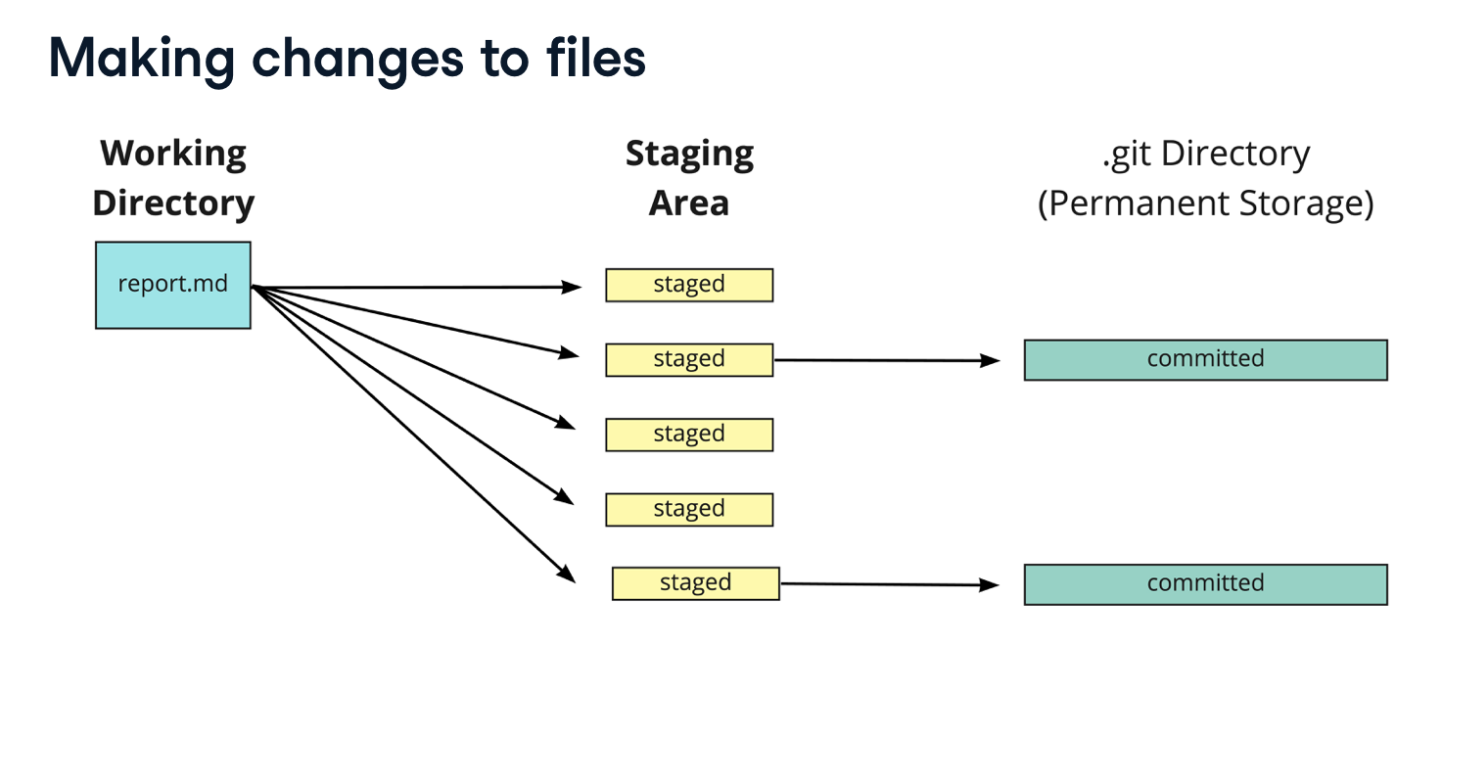 Making changes to files
Working
Directory
Staging
Area
.git Directory
(Permanent Storage)
report.md
staged
staged
committed
staged
staged
staged
committed